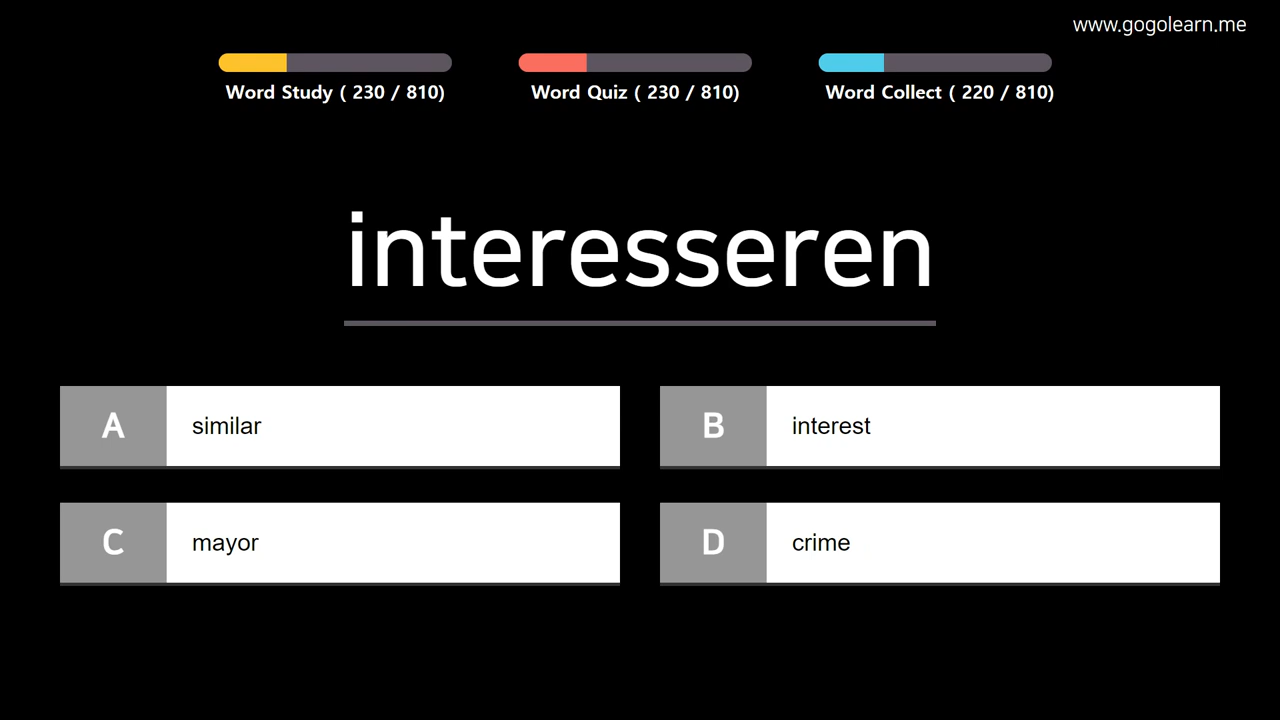 www.gogolearn.me
Word Study ( 230 / 810)
Word Quiz ( 230 / 810)
Word Collect ( 220 / 810)
interesseren
A similar
B interest
C mayor
D crime